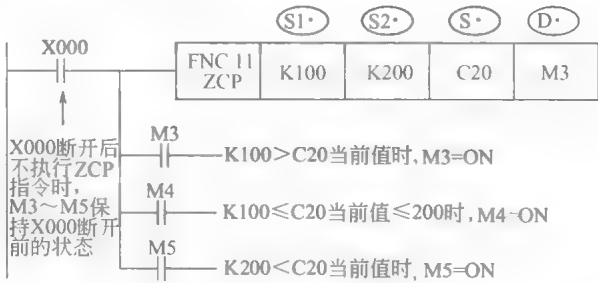 S1· S2· S· D·
X000
FNC 11
ZCP
K100 K200 C20 M3
X000断开后
不执行ZCP
指令时,
M3～M5保
持X000断开
前的状态
M3
K100>C20当前值时, M3=ON
M4
K100≤C20当前值≤200时, M4-ON
M5
K200<C20当前值时, M5=ON